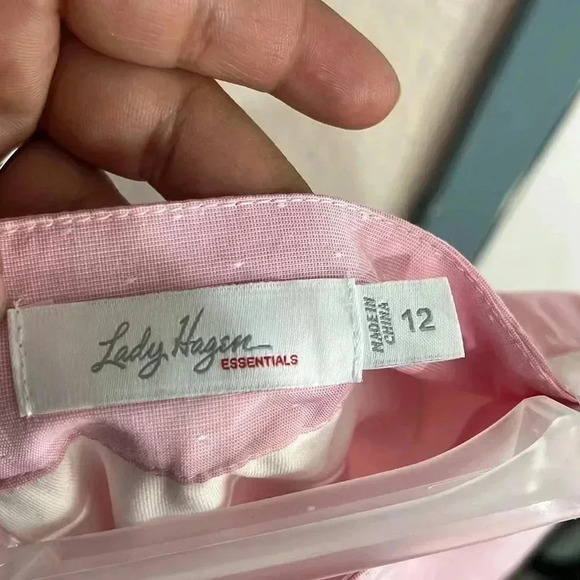 Lady Hagen
ESSENTIALS
MADE IN
CHINA
12